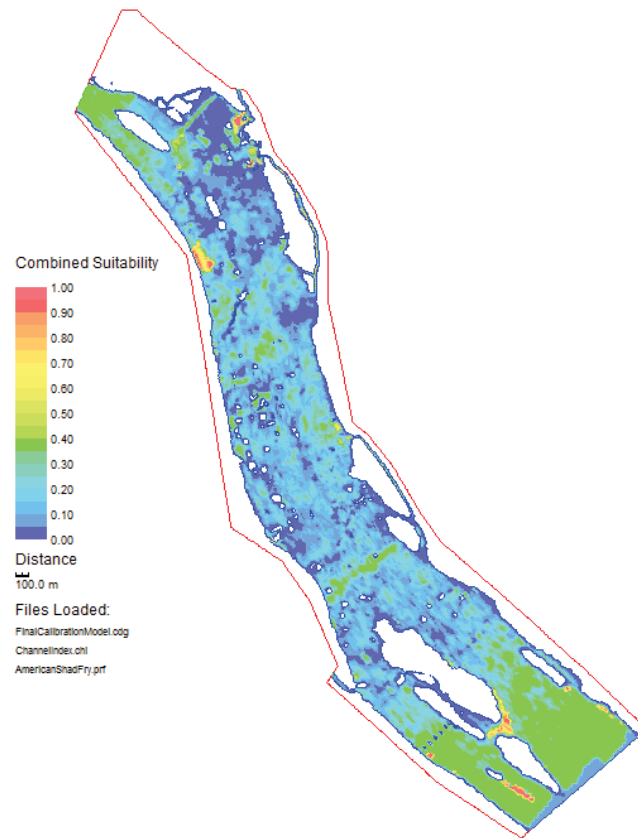 Combined Suitability
1.00
0.90
0.80
0.70
0.60
0.50
0.40
0.30
0.20
0.10
0.00
Distance
100.0 m
Files Loaded:
FinalCalibrationModel.cdg
ChannelIndex.chl
AmericanShadFry.prf